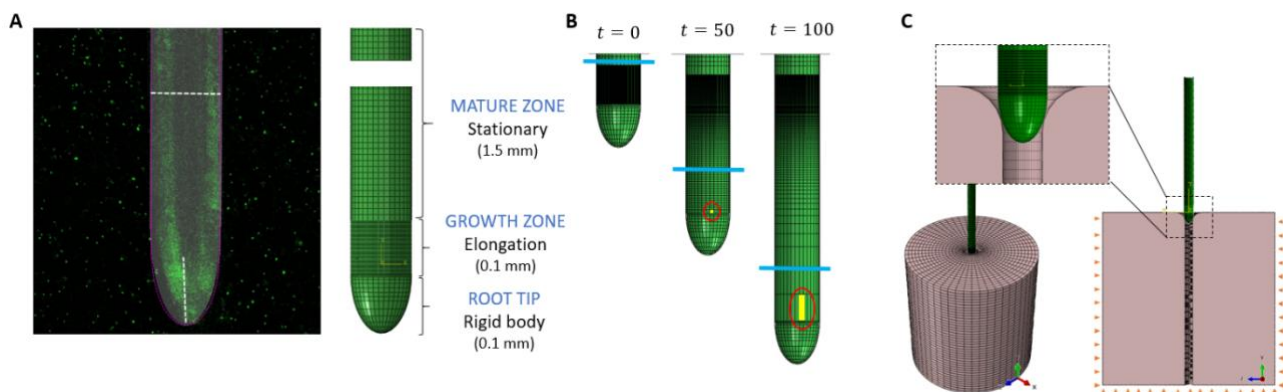 A
MATURE ZONE
Stationary
(1.5 mm)
GROWTH ZONE
Elongation
(0.1 mm)
ROOT TIP
Rigid body
(0.1 mm)
B
t = 0
t = 50
t = 100
C